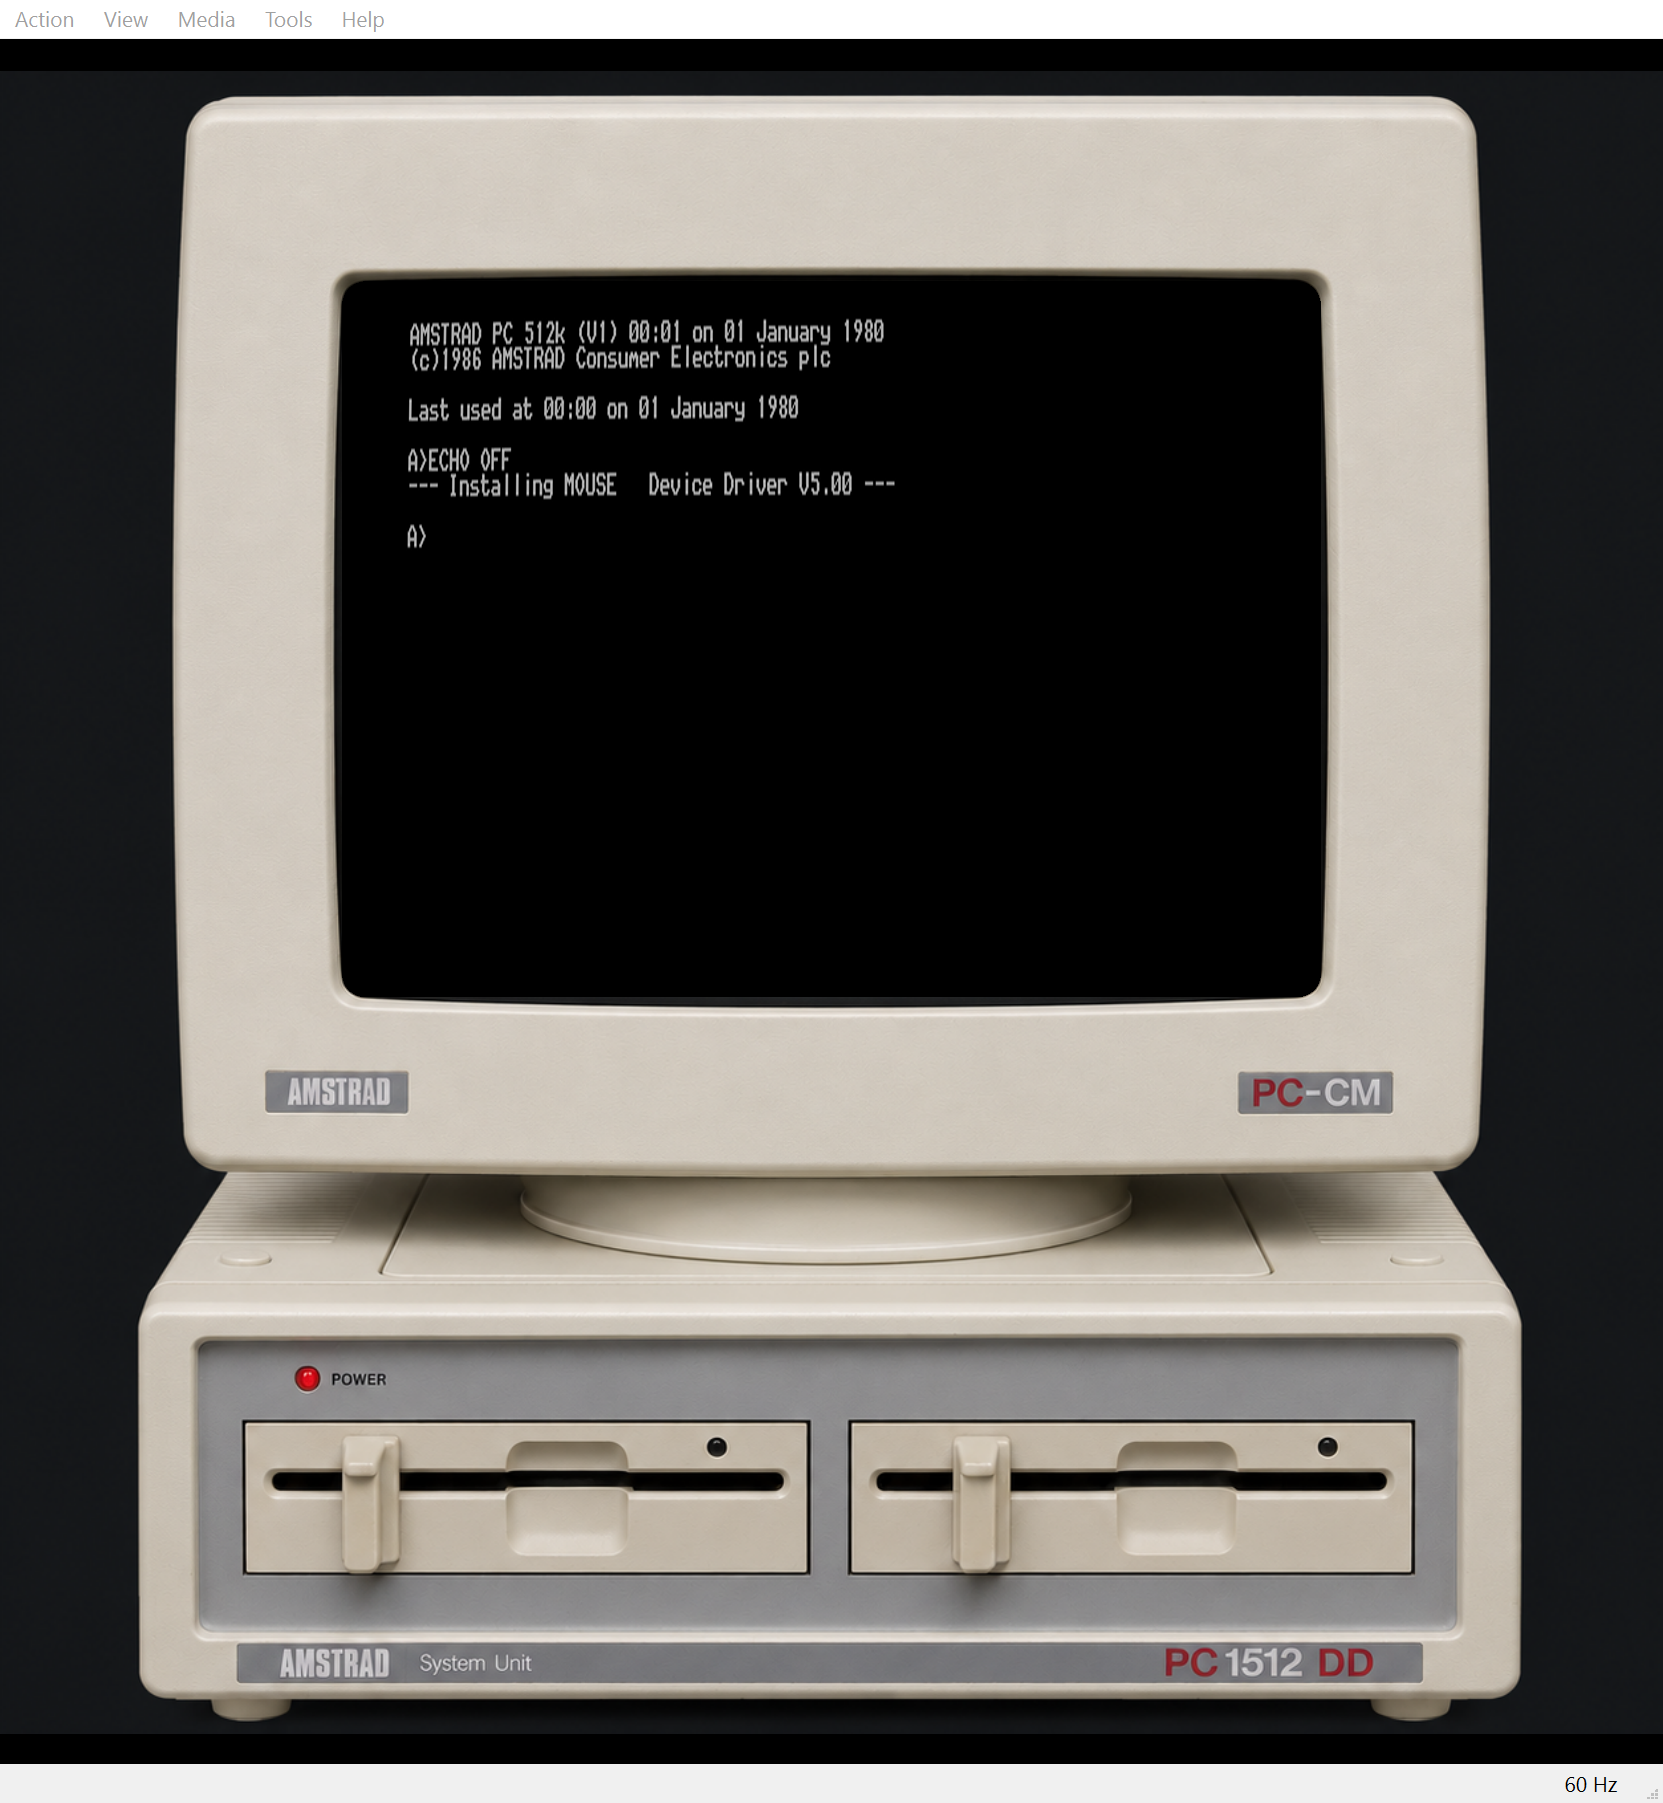 Action View Media Tools Help
AMSTRAD PC 512k (V1) 00:01 on 01 January 1980
(c)1986 AMSTRAD Consumer Electronics plc
Last used at 00:00 on 01 January 1980
A>ECHO OFF
--- Installing MOUSE   Device Driver V5.00 ---
A>
AMSTRAD
PC-CM
POWER
AMSTRAD System Unit
PC1512 DD
60 Hz